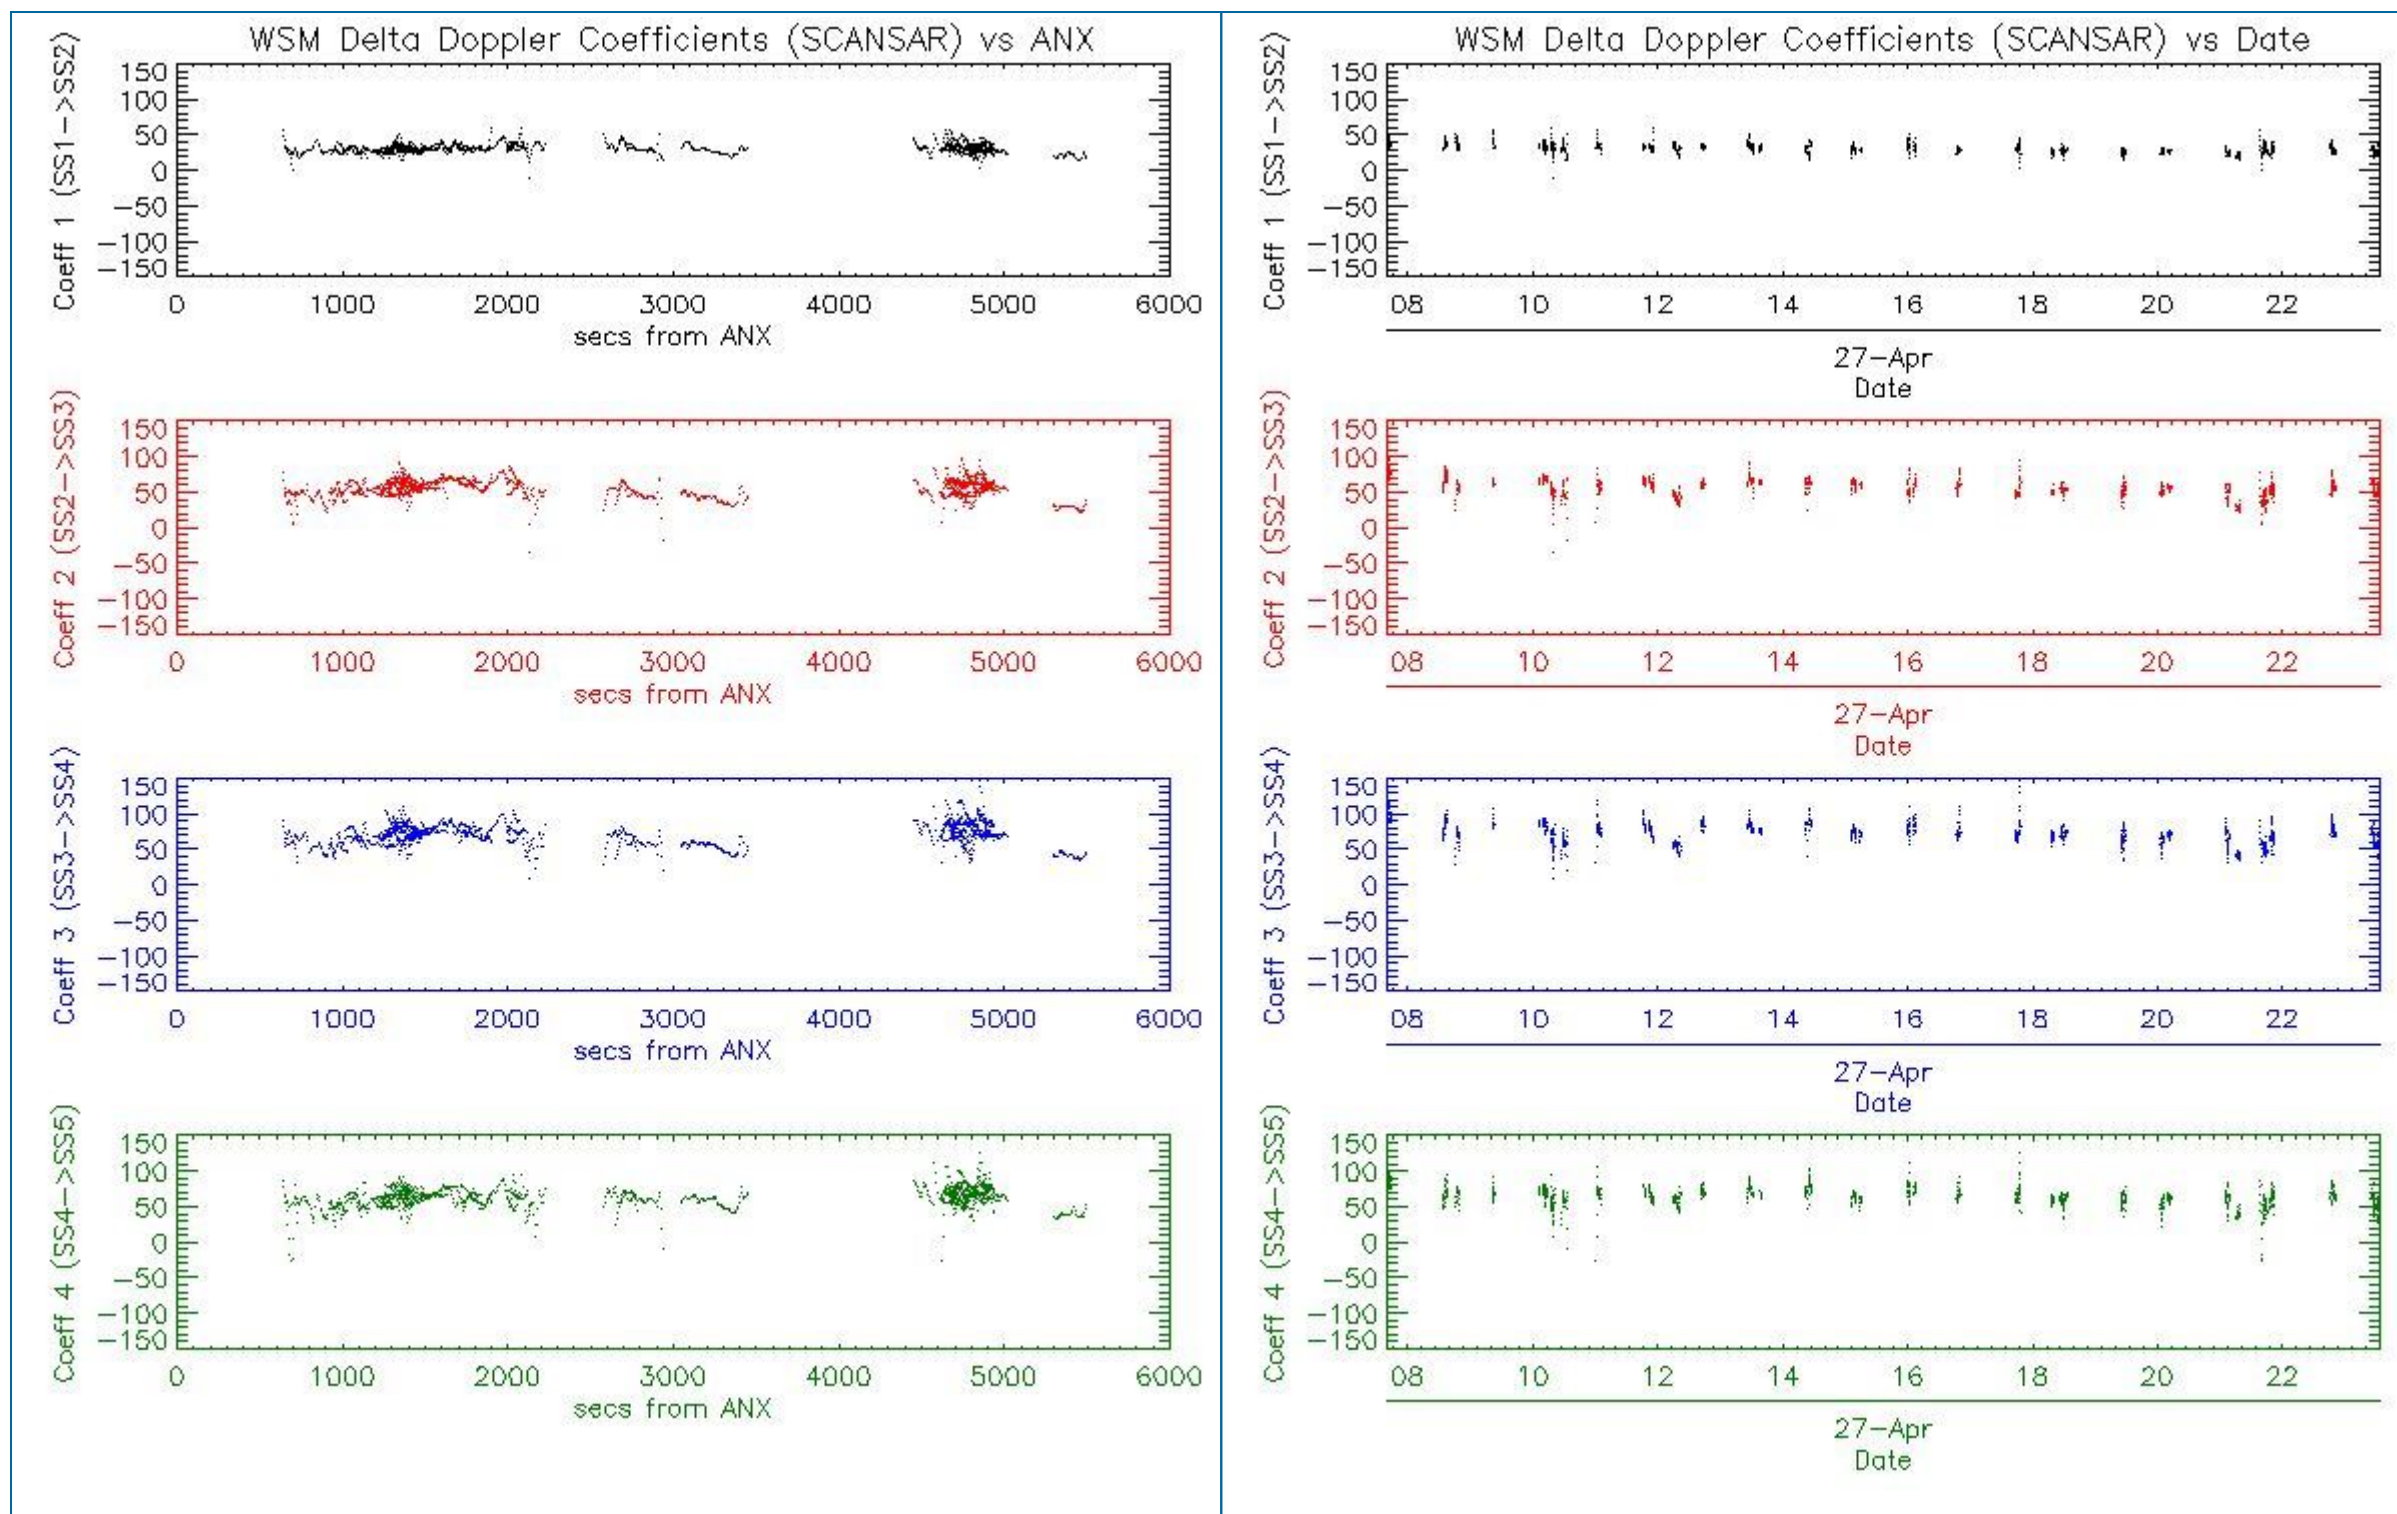 WSM Delta Doppler Coefficients (SCANSAR) vs ANX
Coeff 1 (SS1->SS2)
150
100
50
0
-50
-100
-150
0 1000 2000 3000 4000 5000 6000
secs from ANX
Coeff 2 (SS2->SS3)
150
100
50
0
-50
-100
-150
0 1000 2000 3000 4000 5000 6000
secs from ANX
Coeff 3 (SS3->SS4)
150
100
50
0
-50
-100
-150
0 1000 2000 3000 4000 5000 6000
secs from ANX
Coeff 4 (SS4->SS5)
150
100
50
0
-50
-100
-150
0 1000 2000 3000 4000 5000 6000
secs from ANX
WSM Delta Doppler Coefficients (SCANSAR) vs Date
Coeff 1 (SS1->SS2)
150
100
50
0
-50
-100
-150
08 10 12 14 16 18 20 22
27-Apr
Date
Coeff 2 (SS2->SS3)
150
100
50
0
-50
-100
-150
08 10 12 14 16 18 20 22
27-Apr
Date
Coeff 3 (SS3->SS4)
150
100
50
0
-50
-100
-150
08 10 12 14 16 18 20 22
27-Apr
Date
Coeff 4 (SS4->SS5)
150
100
50
0
-50
-100
-150
08 10 12 14 16 18 20 22
27-Apr
Date